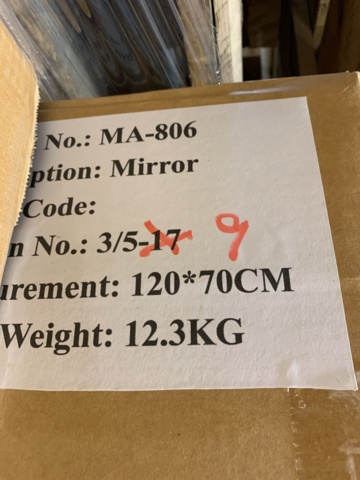 No.: MA-806
ption: Mirror
Code:
n No.: 3/5-17 9
urement: 120*70CM
Weight: 12.3KG